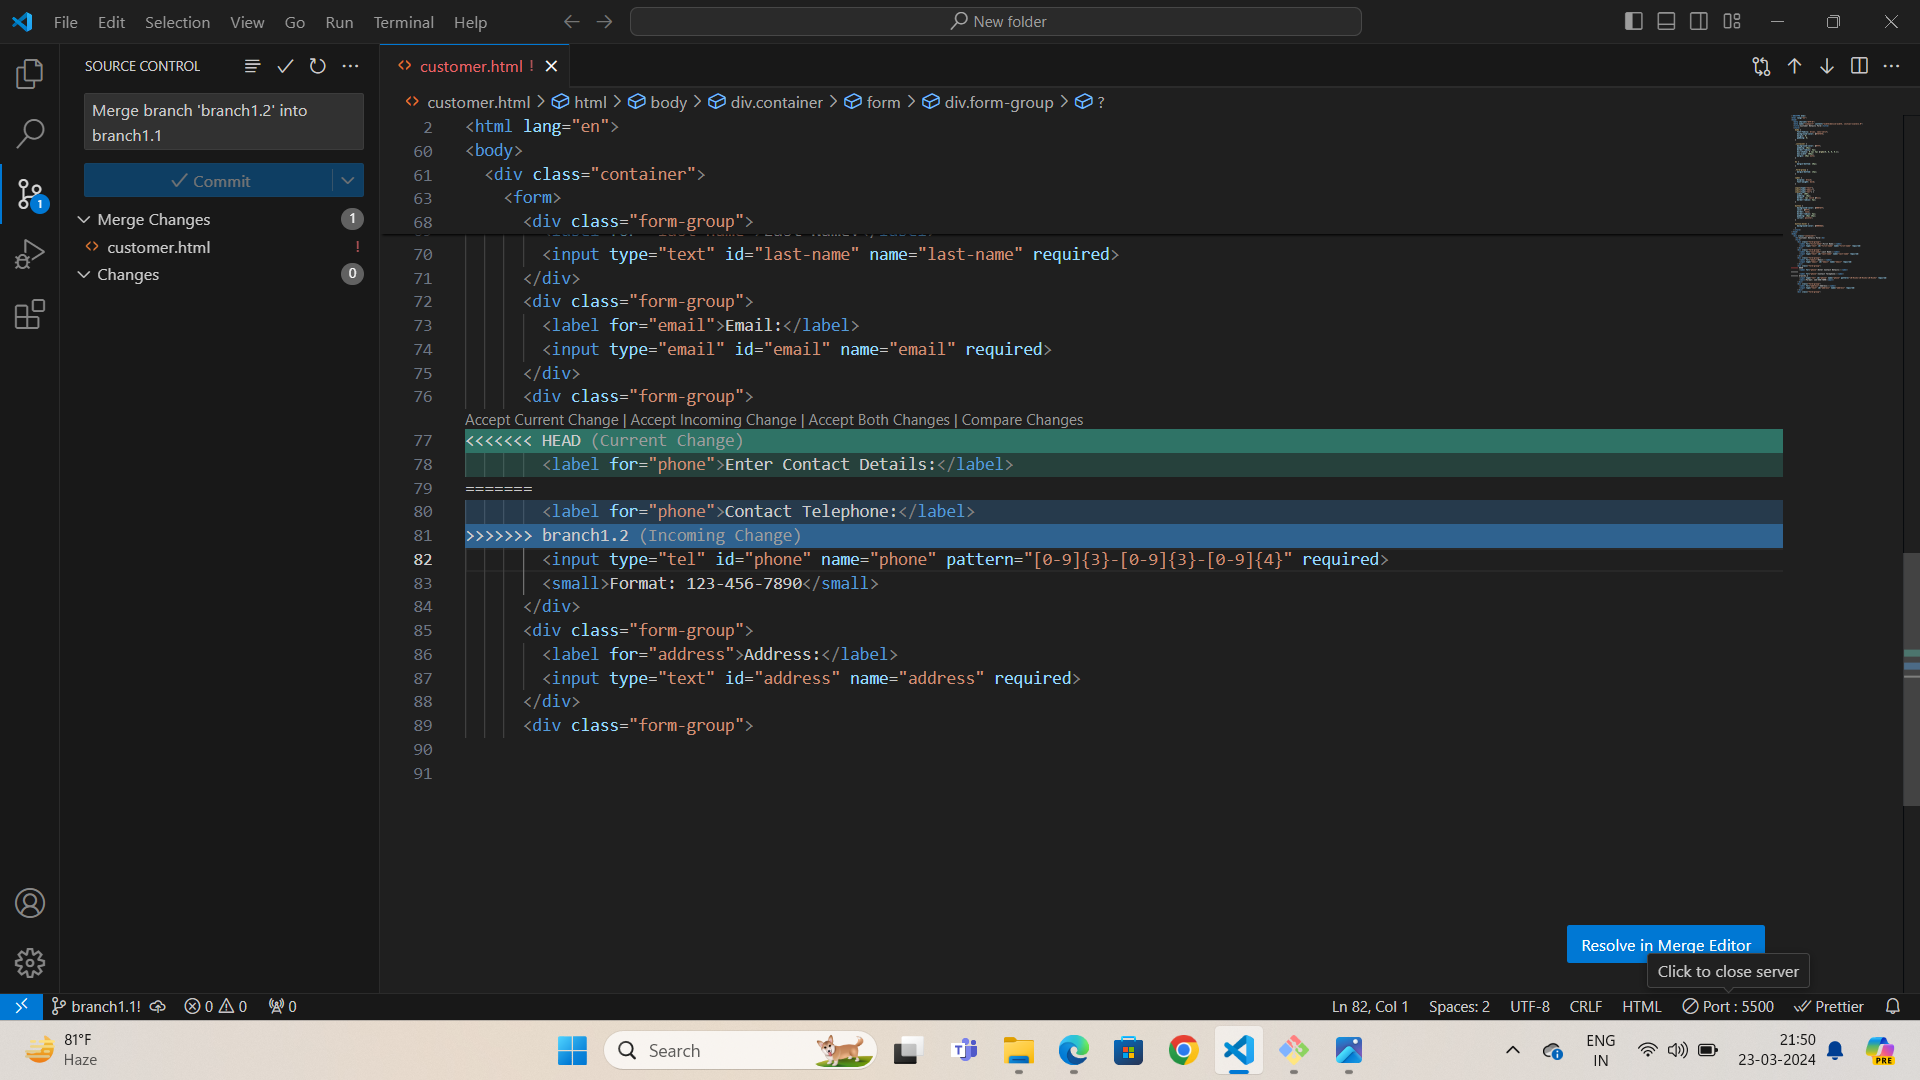 File Edit Selection View Go Run Terminal Help
New folder
SOURCE CONTROL
Merge branch 'branch1.2' into
branch1.1
Commit
Merge Changes 1
customer.html !
Changes 0
1
customer.html !
customer.html > html > body > div.container > form > div.form-group > ?
2 <html lang="en">
60 <body>
61 <div class="container">
63 <form>
68 <div class="form-group">
70 <input type="text" id="last-name" name="last-name" required>
71 </div>
72 <div class="form-group">
73 <label for="email">Email:</label>
74 <input type="email" id="email" name="email" required>
75 </div>
76 <div class="form-group">
Accept Current Change | Accept Incoming Change | Accept Both Changes | Compare Changes
77 <<<<<<< HEAD (Current Change)
78 <label for="phone">Enter Contact Details:</label>
79 =======
80 <label for="phone">Contact Telephone:</label>
81 >>>>>>> branch1.2 (Incoming Change)
82 <input type="tel" id="phone" name="phone" pattern="[0-9]{3}-[0-9]{3}-[0-9]{4}" required>
83 <small>Format: 123-456-7890</small>
84 </div>
85 <div class="form-group">
86 <label for="address">Address:</label>
87 <input type="text" id="address" name="address" required>
88 </div>
89 <div class="form-group">
90
91
Resolve in Merge Editor
Click to close server
branch1.1! 0 0 0
Ln 82, Col 1 Spaces: 2 UTF-8 CRLF HTML Port : 5500 Prettier
81°F
Haze
Search
ENG
IN
21:50
23-03-2024
PRE